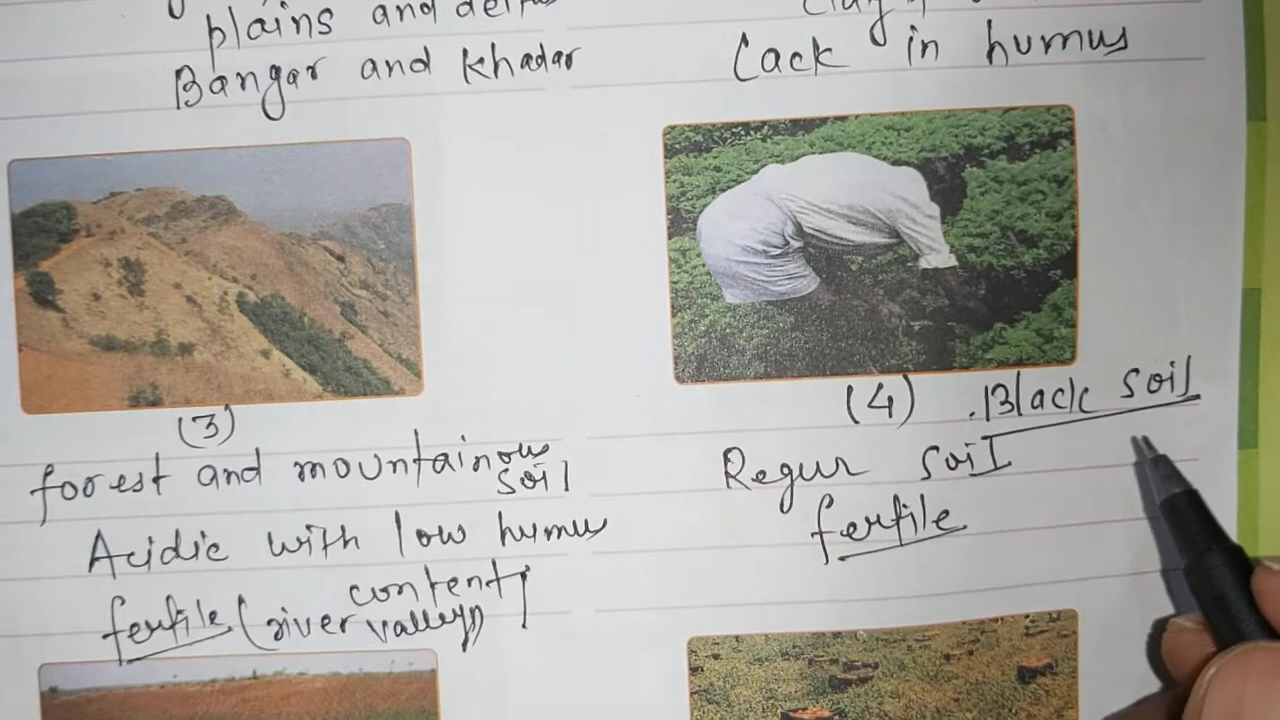 plains and
Bangar and Khadar
Lack in humus
(3)
forest and mountainous
soil
Acidic with low humus
content
fertile (river valley)
(4) Black soil
Regur soil
fertile